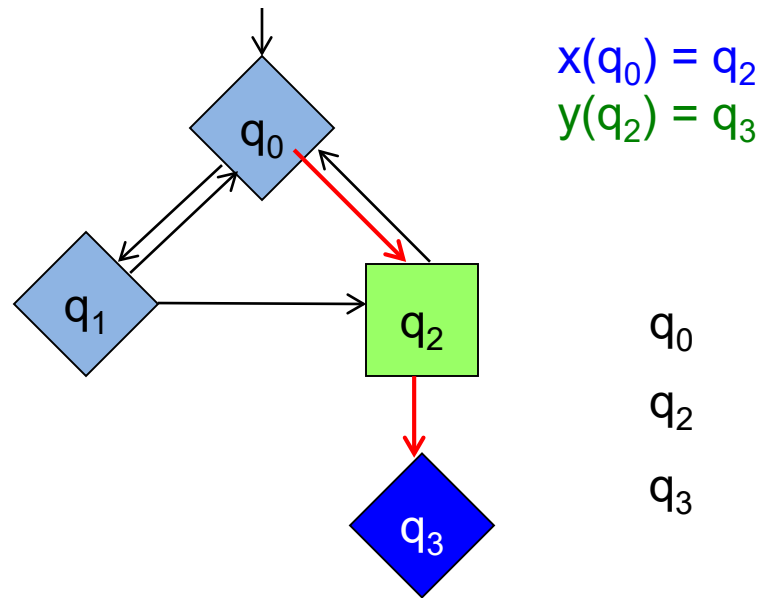 x(q₀) = q₂
y(q₂) = q₃
q₀
q₁
q₂
q₃
q₀
q₂
q₃